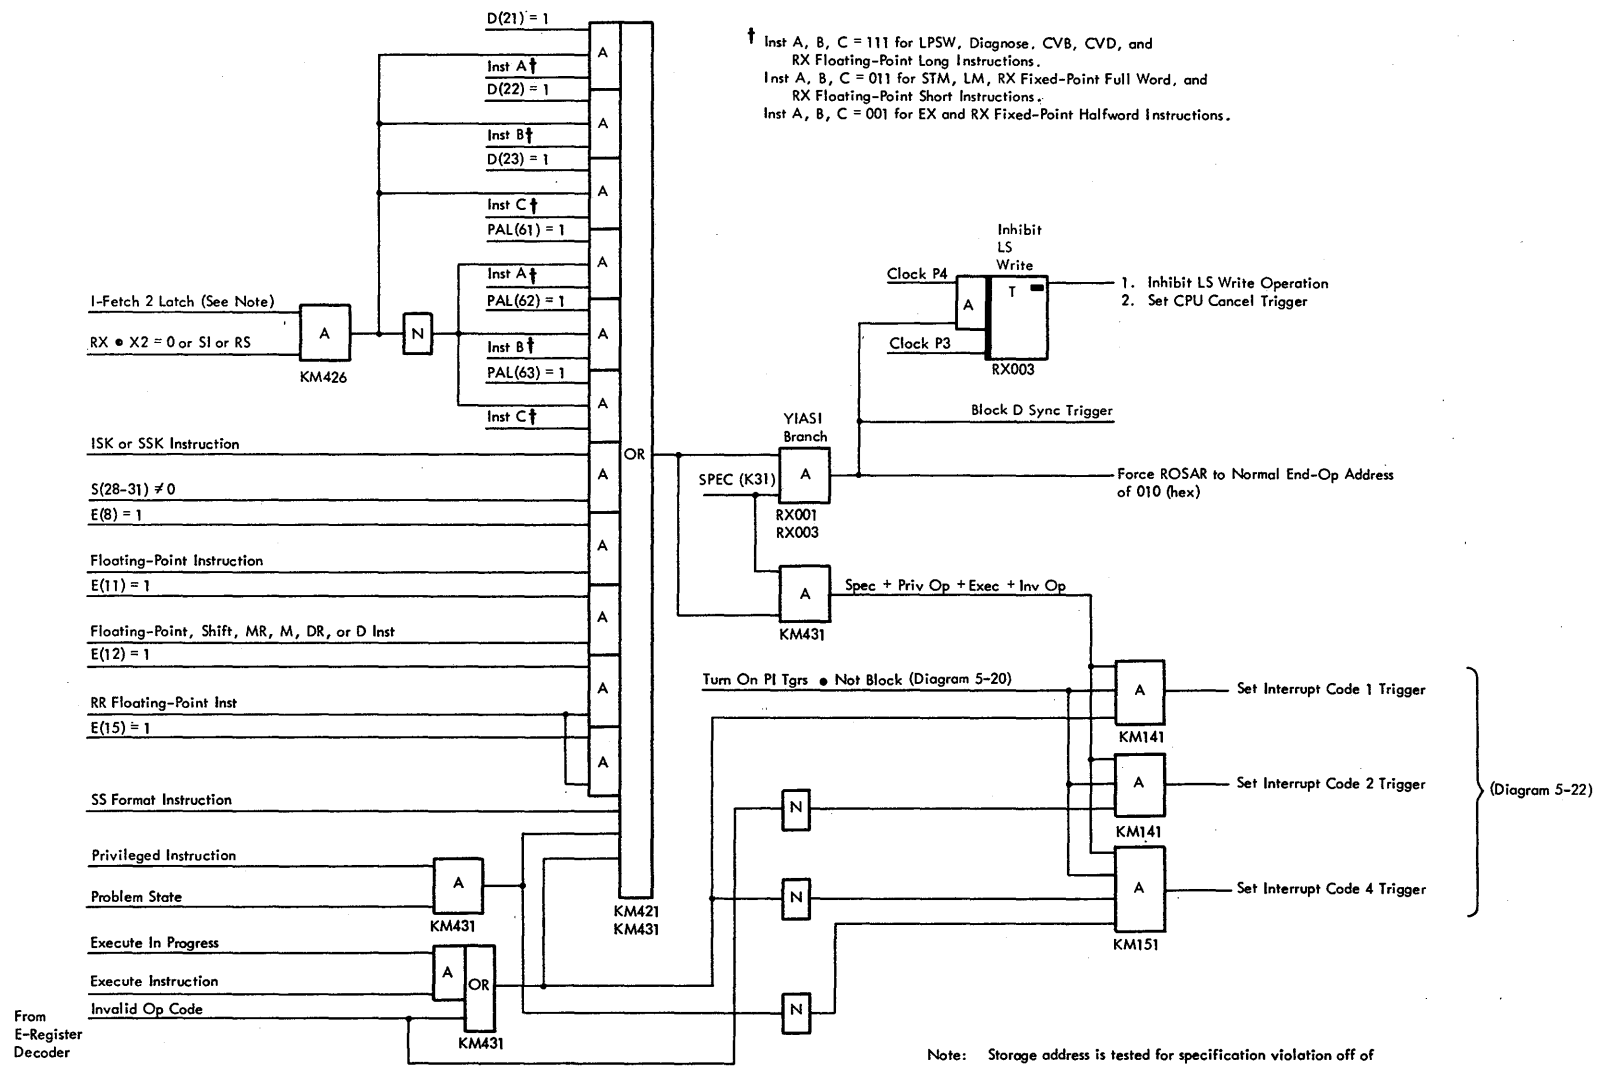 D(21) = 1
A
Inst A†
D(22) = 1
A
Inst B†
D(23) = 1
A
Inst C†
PAL(61) = 1
A
Inst A†
PAL(62) = 1
A
Inst B†
PAL(63) = 1
A
Inst C†
† Inst A, B, C = 111 for LPSW, Diagnose, CVB, CVD, and
RX Floating-Point Long Instructions.
Inst A, B, C = 011 for STM, LM, RX Fixed-Point Full Word, and
RX Floating-Point Short Instructions.
Inst A, B, C = 001 for EX and RX Fixed-Point Halfword Instructions.
I-Fetch 2 Latch (See Note)
RX • X2 = 0 or SI or RS
A
KM426
N
Inhibit
LS
Write
Clock P4
A
T
Clock P3
RX003
1. Inhibit LS Write Operation
2. Set CPU Cancel Trigger
Block D Sync Trigger
ISK or SSK Instruction
A
S(28-31) ≠ 0
E(8) = 1
A
Floating-Point Instruction
E(11) = 1
A
Floating-Point, Shift, MR, M, DR, or D Inst
E(12) = 1
A
RR Floating-Point Inst
E(15) = 1
A
SS Format Instruction
OR
KM421
KM431
YIASI
Branch
SPEC (K31)
A
RX001
RX003
Force ROSAR to Normal End-Op Address
of 010 (hex)
A
KM431
Spec + Priv Op + Exec + Inv Op
Turn On PI Tgrs • Not Block (Diagram 5-20)
A
KM141
Set Interrupt Code 1 Trigger
A
KM141
Set Interrupt Code 2 Trigger
A
KM151
Set Interrupt Code 4 Trigger
(Diagram 5-22)
N
N
N
Privileged Instruction
Problem State
A
KM431
Execute In Progress
Execute Instruction
A
OR
Invalid Op Code
KM431
From
E-Register
Decoder
Note: Storage address is tested for specification violation off of